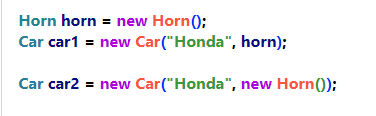 Horn horn = new Horn();
Car car1 = new Car("Honda", horn);
Car car2 = new Car("Honda", new Horn());